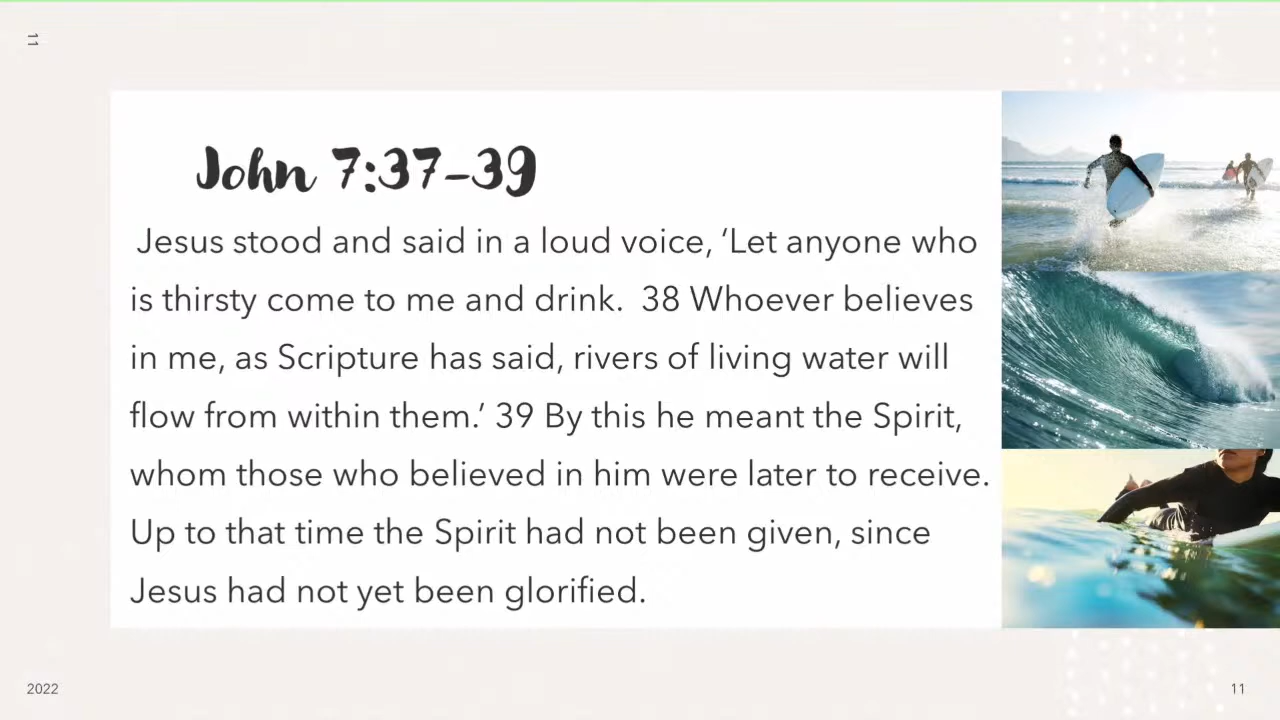 11
John 7:37-39
Jesus stood and said in a loud voice, ‘Let anyone who
is thirsty come to me and drink.  38 Whoever believes
in me, as Scripture has said, rivers of living water will
flow from within them.’ 39 By this he meant the Spirit,
whom those who believed in him were later to receive.
Up to that time the Spirit had not been given, since
Jesus had not yet been glorified.
2022
11